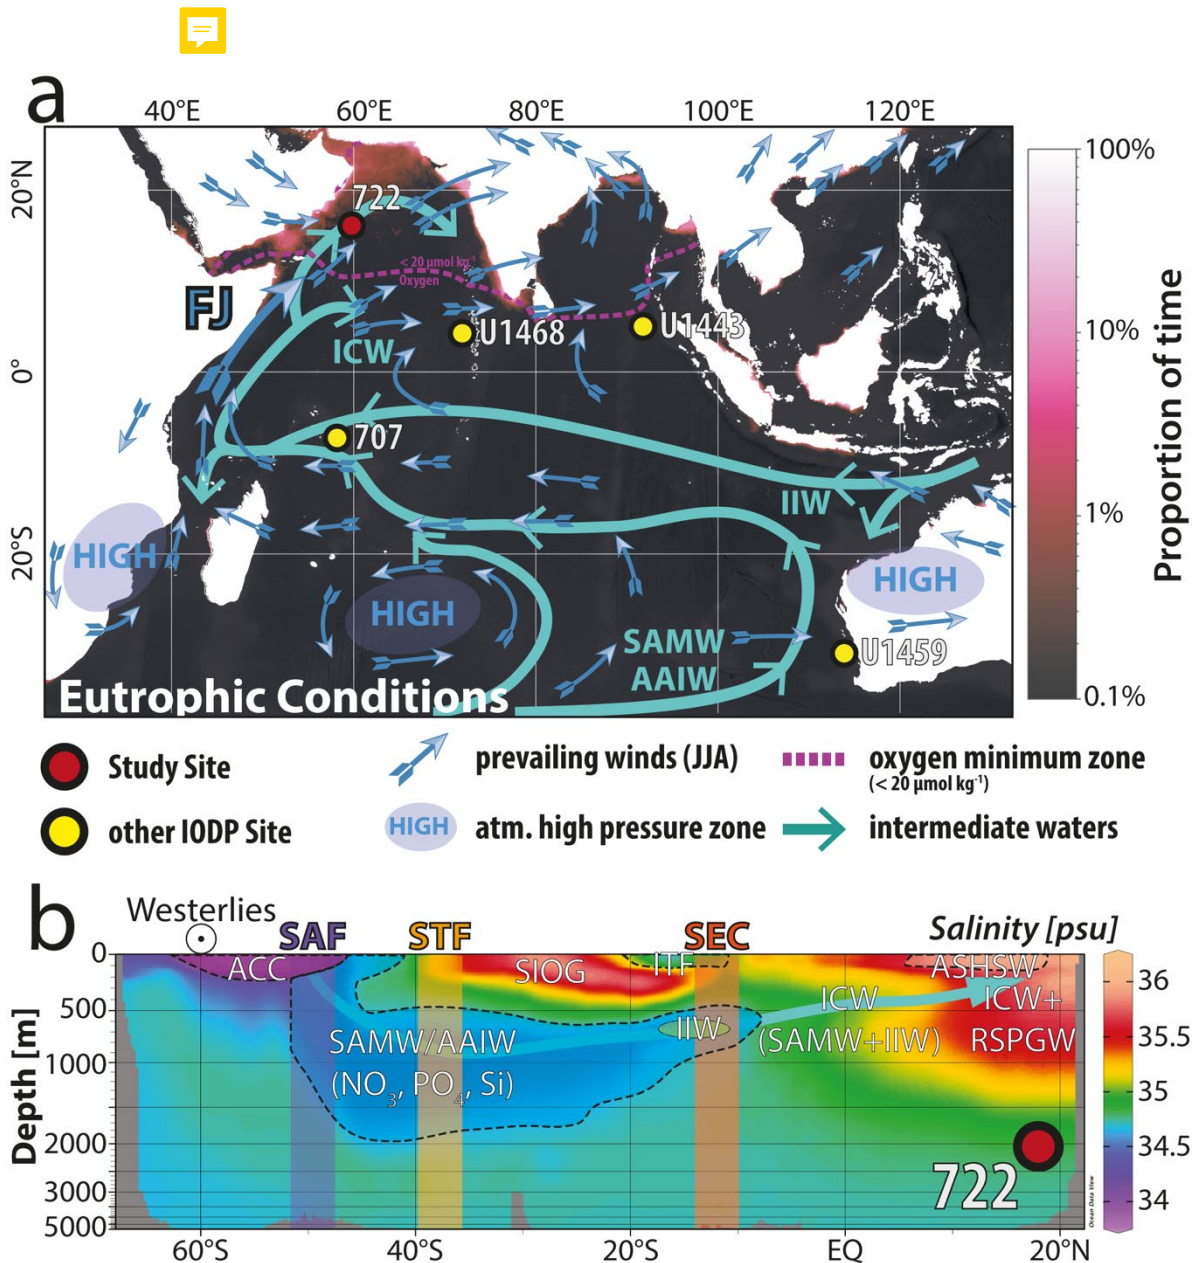 a
40°E 60°E 80°E 100°E 120°E
20°N
0°
20°S
722
< 20 µmol kg⁻¹
Oxygen
FJ
U1468
U1443
ICW
707
IIW
HIGH
HIGH
HIGH
SAMW
AAIW
U1459
Eutrophic Conditions
100%
10%
1%
0.1%
Proportion of time
Study Site
prevailing winds (JJA)
oxygen minimum zone
(< 20 µmol kg⁻¹)
other IODP Site
HIGH
atm. high pressure zone
intermediate waters
b
Westerlies
SAF
STF
SEC
Salinity [psu]
ACC
SIOG
ITF
ASHSW
ICW
ICW+
IIW
SAMW/AAIW
(SAMW+IIW)
RSPGW
(NO₃, PO₄, Si)
722
Depth [m]
0
500
1000
2000
3000
5000
60°S 40°S 20°S EQ 20°N
36
35.5
35
34.5
34
Ocean Data View